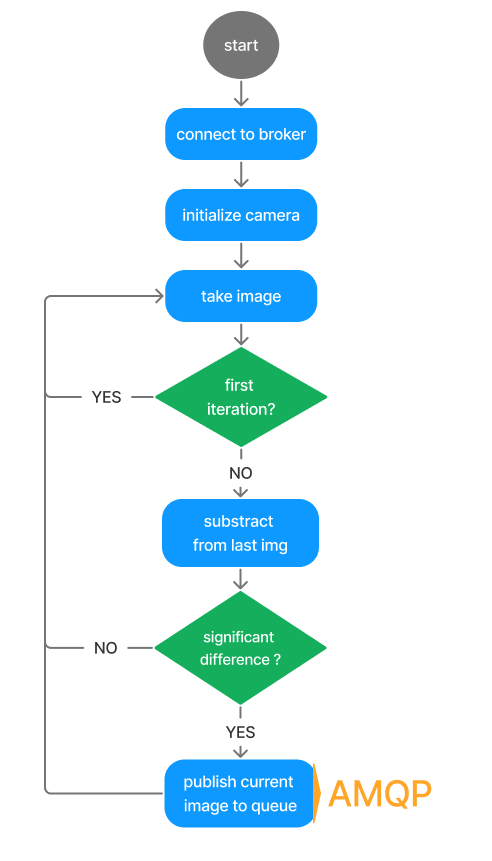 start
connect to broker
initialize camera
take image
first
iteration?
YES
NO
substract
from last img
significant
difference ?
NO
YES
publish current
image to queue
AMQP